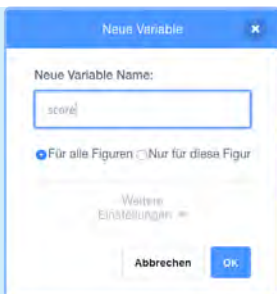 Neue Variable
Neue Variable Name:
score
Für alle Figuren Nur für diese Figur
Weitere
Einstellungen
Abbrechen OK